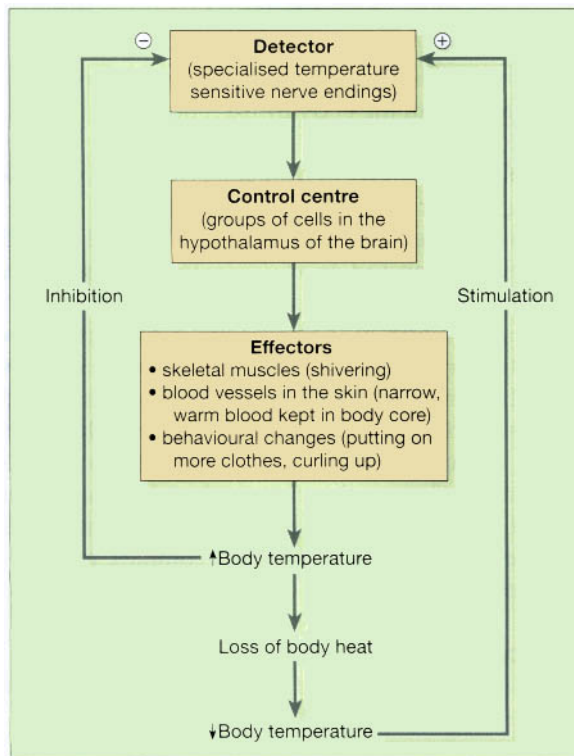 ⊖
⊕
Detector
(specialised temperature
sensitive nerve endings)
Control centre
(groups of cells in the
hypothalamus of the brain)
Inhibition
Stimulation
Effectors
• skeletal muscles (shivering)
• blood vessels in the skin (narrow,
warm blood kept in body core)
• behavioural changes (putting on
more clothes, curling up)
↑Body temperature
Loss of body heat
↓Body temperature